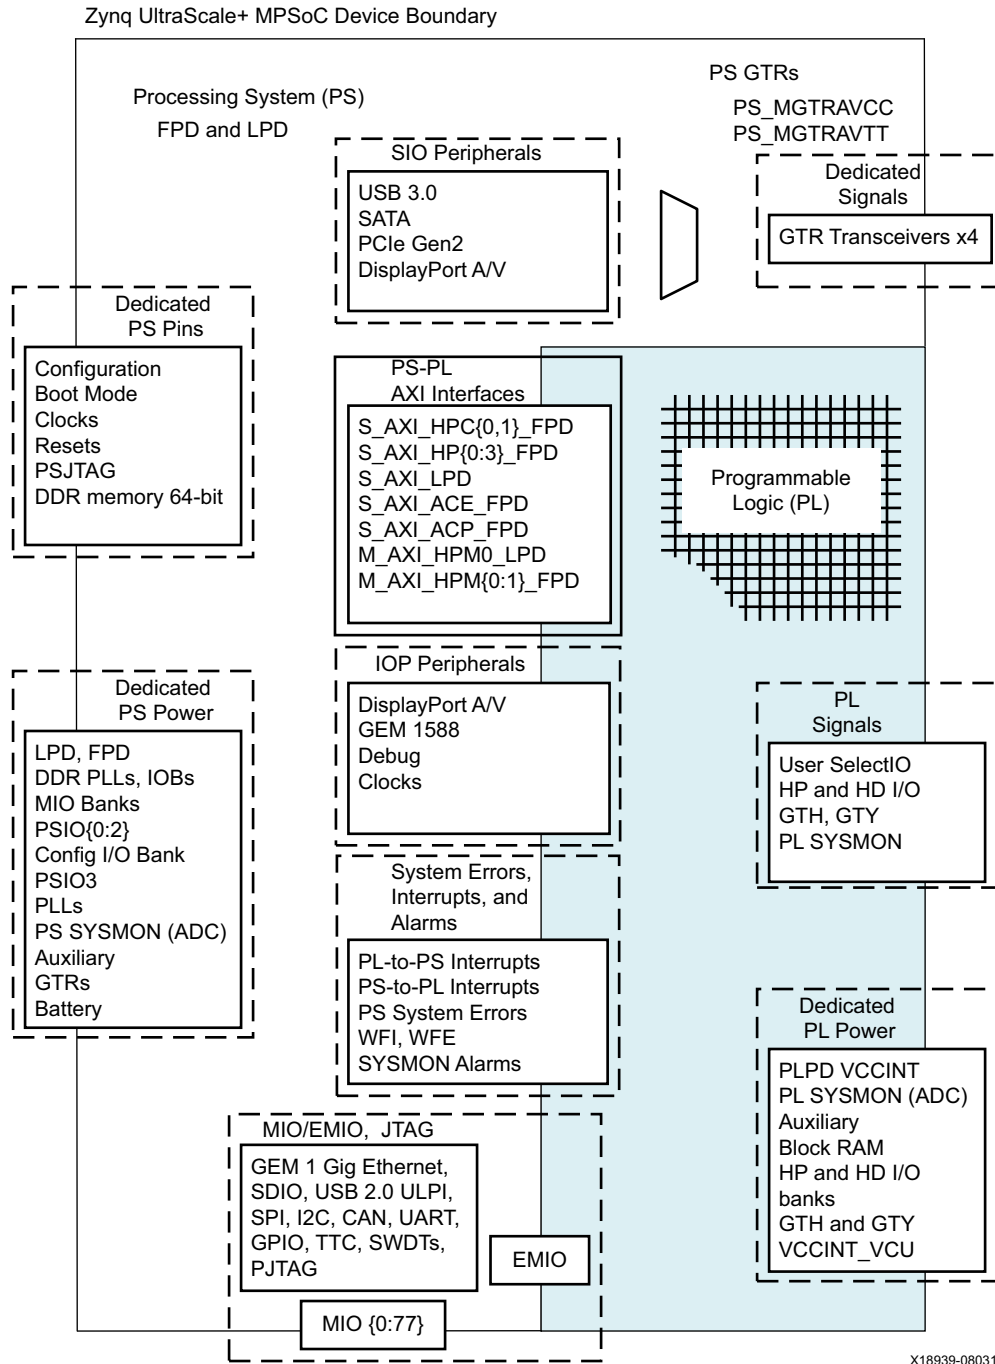 Zynq UltraScale+ MPSoC Device Boundary
Processing System (PS)
FPD and LPD
PS GTRs
PS_MGTRAVCC
PS_MGTRAVTT
SIO Peripherals
USB 3.0
SATA
PCIe Gen2
DisplayPort A/V
Dedicated
Signals
GTR Transceivers x4
Dedicated
PS Pins
Configuration
Boot Mode
Clocks
Resets
PSJTAG
DDR memory 64-bit
PS-PL
AXI Interfaces
S_AXI_HPC{0,1}_FPD
S_AXI_HP{0:3}_FPD
S_AXI_LPD
S_AXI_ACE_FPD
S_AXI_ACP_FPD
M_AXI_HPM0_LPD
M_AXI_HPM{0:1}_FPD
Programmable
Logic (PL)
Dedicated
PS Power
LPD, FPD
DDR PLLs, IOBs
MIO Banks
PSIO{0:2}
Config I/O Bank
PSIO3
PLLs
PS SYSMON (ADC)
Auxiliary
GTRs
Battery
IOP Peripherals
DisplayPort A/V
GEM 1588
Debug
Clocks
PL
Signals
User SelectIO
HP and HD I/O
GTH, GTY
PL SYSMON
System Errors,
Interrupts, and
Alarms
PL-to-PS Interrupts
PS-to-PL Interrupts
PS System Errors
WFI, WFE
SYSMON Alarms
Dedicated
PL Power
PLPD VCCINT
PL SYSMON (ADC)
Auxiliary
Block RAM
HP and HD I/O
banks
GTH and GTY
VCCINT_VCU
MIO/EMIO, JTAG
GEM 1 Gig Ethernet,
SDIO, USB 2.0 ULPI,
SPI, I2C, CAN, UART,
GPIO, TTC, SWDTs,
PJTAG
EMIO
MIO {0:77}
X18939-08031